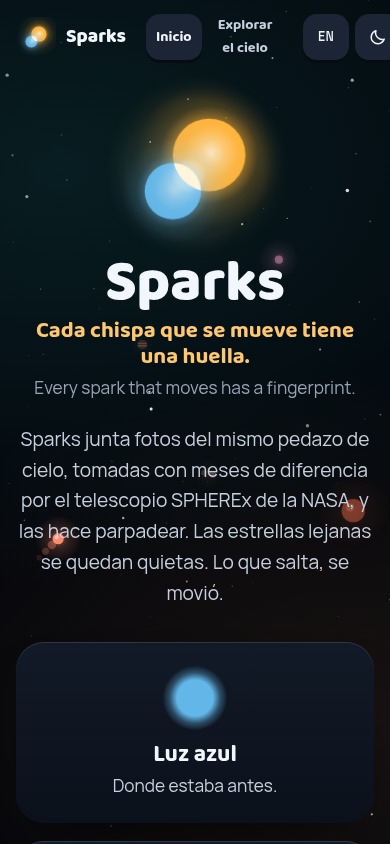 Sparks
Inicio
Explorar
el cielo
EN
Sparks
Cada chispa que se mueve tiene
una huella.
Every spark that moves has a fingerprint.
Sparks junta fotos del mismo pedazo de
cielo, tomadas con meses de diferencia
por el telescopio SPHEREx de la NASA, y
las hace parpadear. Las estrellas lejanas
se quedan quietas. Lo que salta, se
movió.
Luz azul
Donde estaba antes.